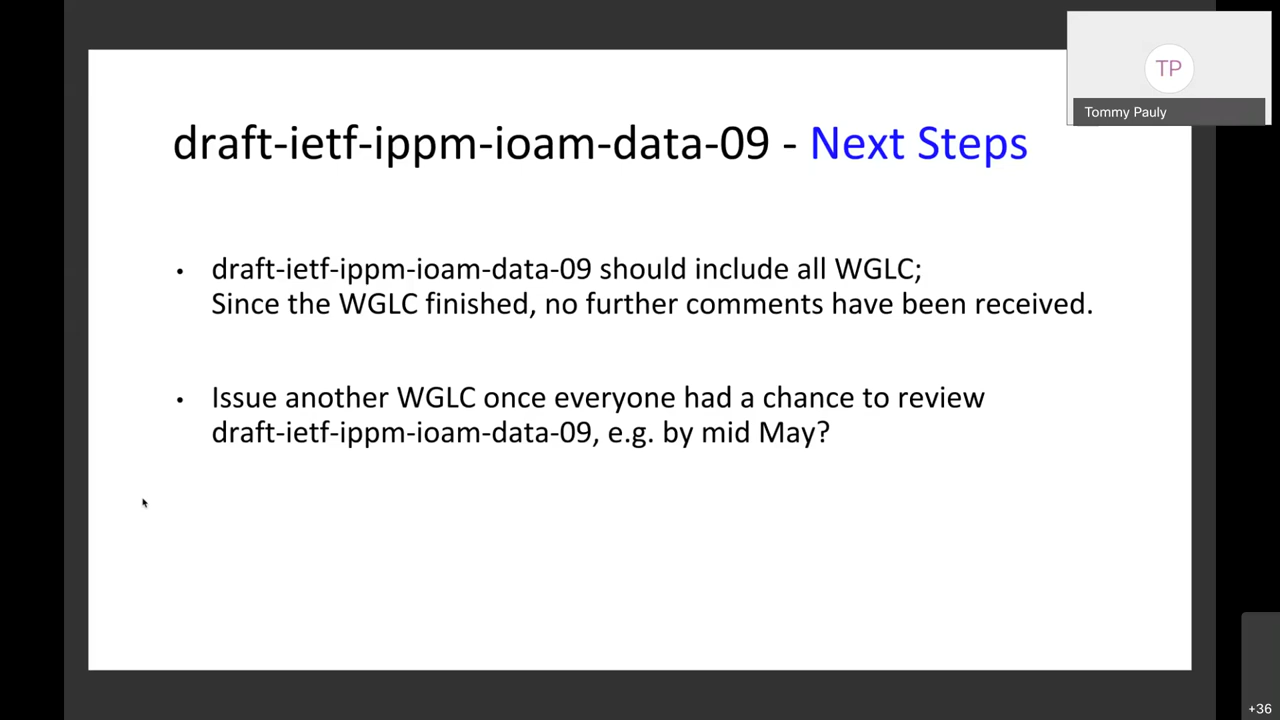 TP
Tommy Pauly
draft-ietf-ippm-ioam-data-09 - Next Steps
• draft-ietf-ippm-ioam-data-09 should include all WGLC;
Since the WGLC finished, no further comments have been received.
• Issue another WGLC once everyone had a chance to review
draft-ietf-ippm-ioam-data-09, e.g. by mid May?
+36